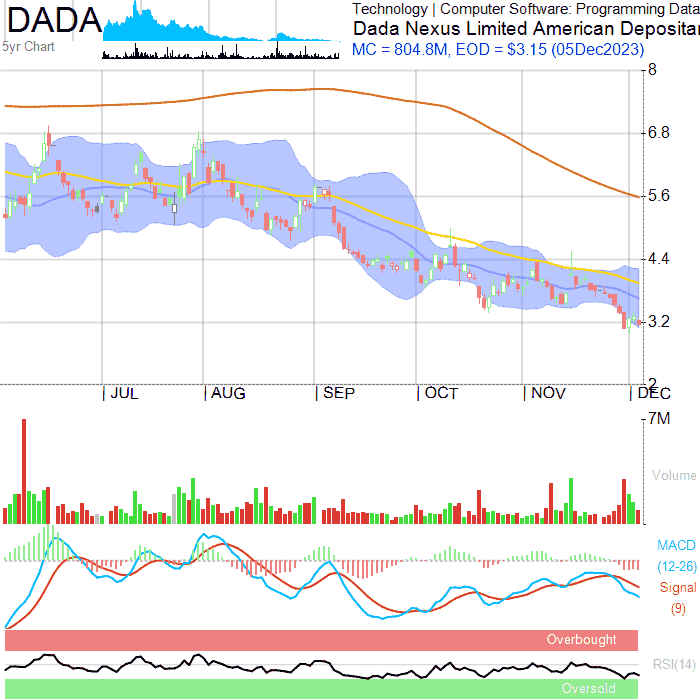 DADA
5yr Chart
Technology | Computer Software: Programming Data
Dada Nexus Limited American Depositar
MC = 804.8M, EOD = $3.15 (05Dec2023)
8
6.8
5.6
4.4
3.2
2
JUL
AUG
SEP
OCT
NOV
DEC
7M
Volume
MACD
(12-26)
Signal
(9)
Overbought
RSI(14)
Oversold